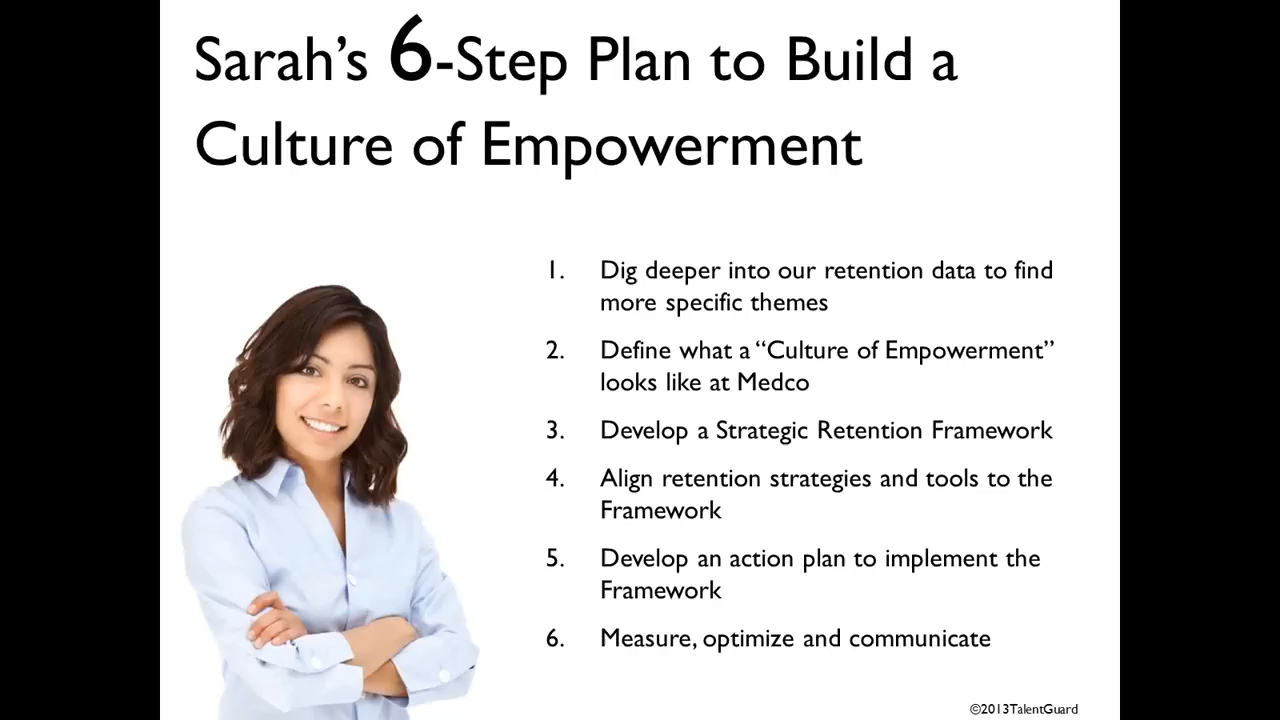 Sarah’s 6-Step Plan to Build a
Culture of Empowerment
1. Dig deeper into our retention data to find
more specific themes
2. Define what a “Culture of Empowerment”
looks like at Medco
3. Develop a Strategic Retention Framework
4. Align retention strategies and tools to the
Framework
5. Develop an action plan to implement the
Framework
6. Measure, optimize and communicate
©2013TalentGuard